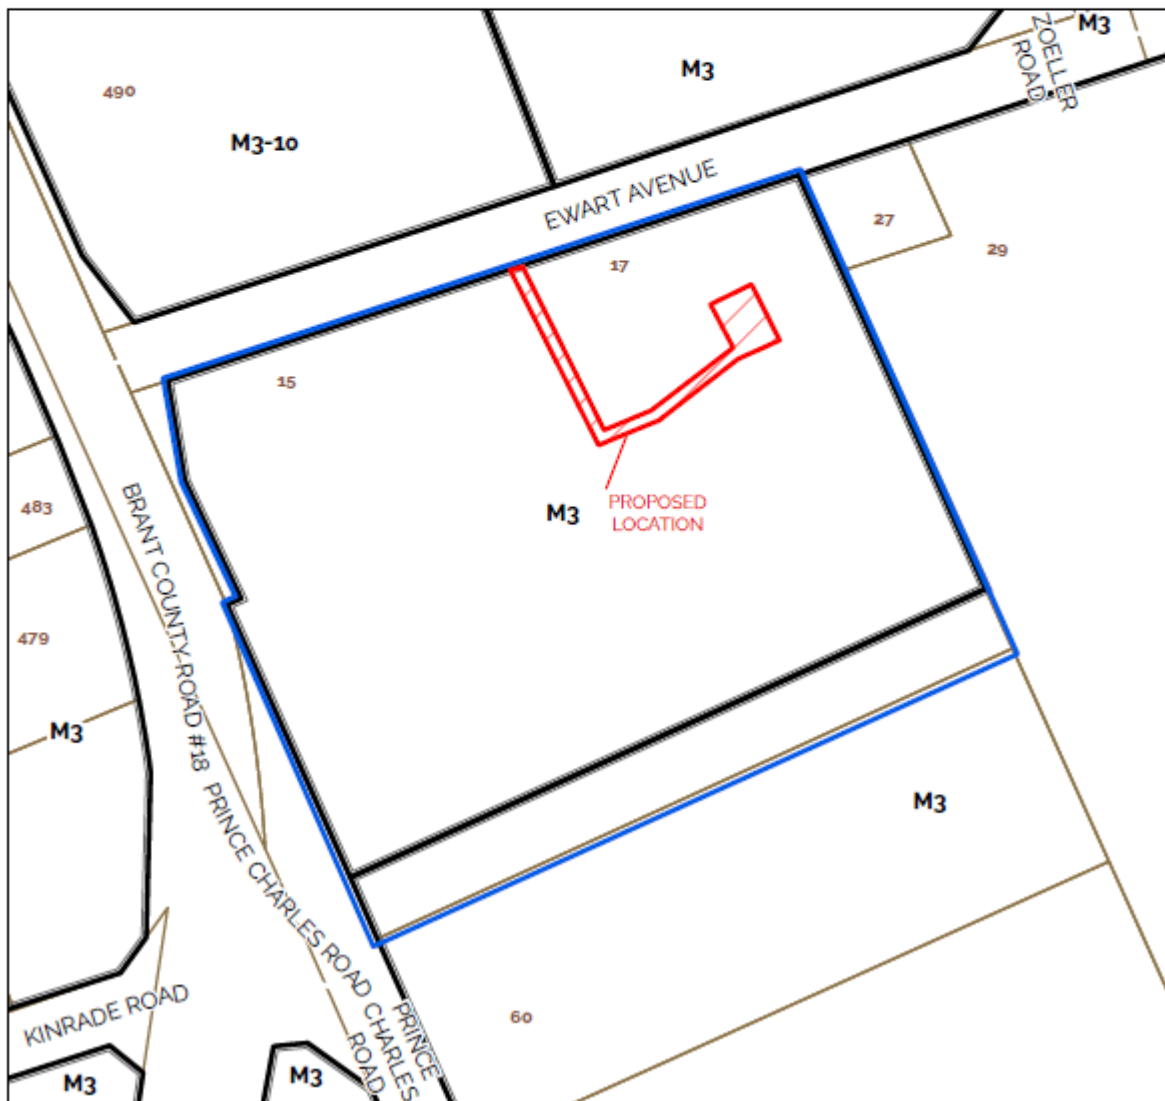 M3
ZOELLER
ROAD
M3
490
M3-10
EWART AVENUE
27
29
17
15
BRANT COUNTY ROAD #18
483
M3
PROPOSED
LOCATION
479
M3
M3
PRINCE CHARLES ROAD
PRINCE
CHARLES
ROAD
KINRADE ROAD
60
M3
M3